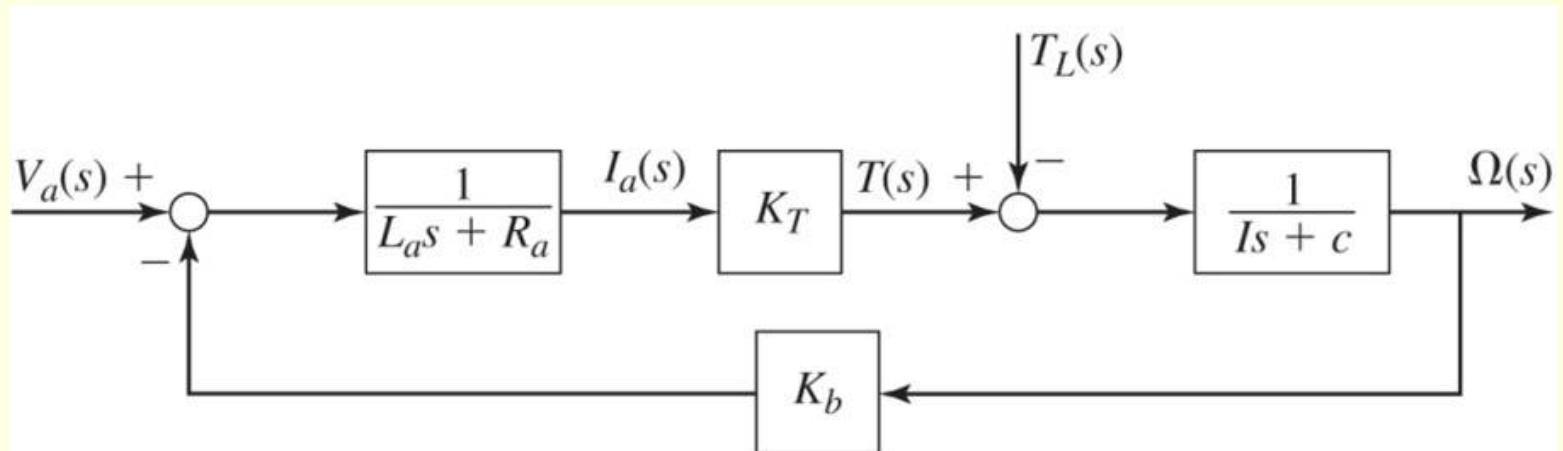 T_L(s)
V_a(s) + 1/(L_a s + R_a) I_a(s) K_T T(s) + − 1/(Is + c) Ω(s)
−
K_b